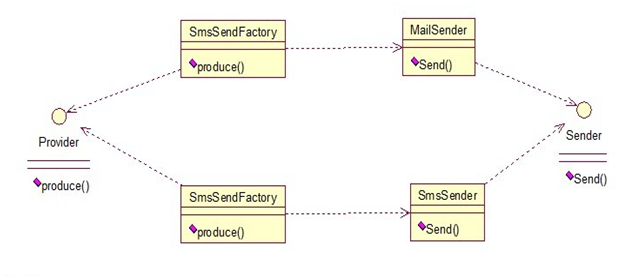 SmsSendFactory
produce()
MailSender
Send()
Provider
produce()
Sender
Send()
SmsSendFactory
produce()
SmsSender
Send()